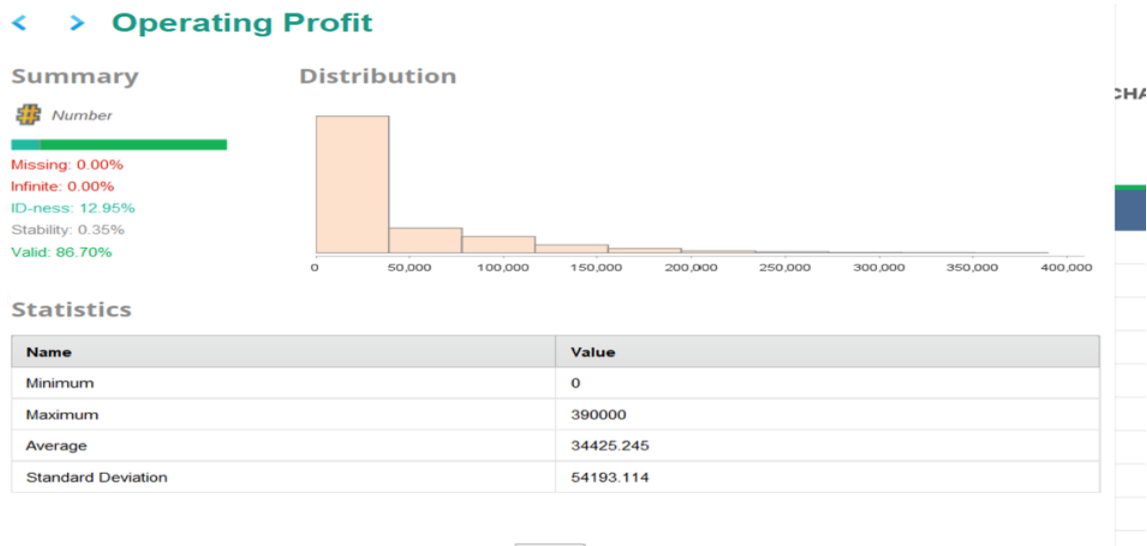 < > Operating Profit
Summary
Distribution
Number
Missing: 0.00%
Infinite: 0.00%
ID-ness: 12.95%
Stability: 0.35%
Valid: 86.70%
0 50,000 100,000 150,000 200,000 250,000 300,000 350,000 400,000
Statistics
Name Value
Minimum 0
Maximum 390000
Average 34425.245
Standard Deviation 54193.114